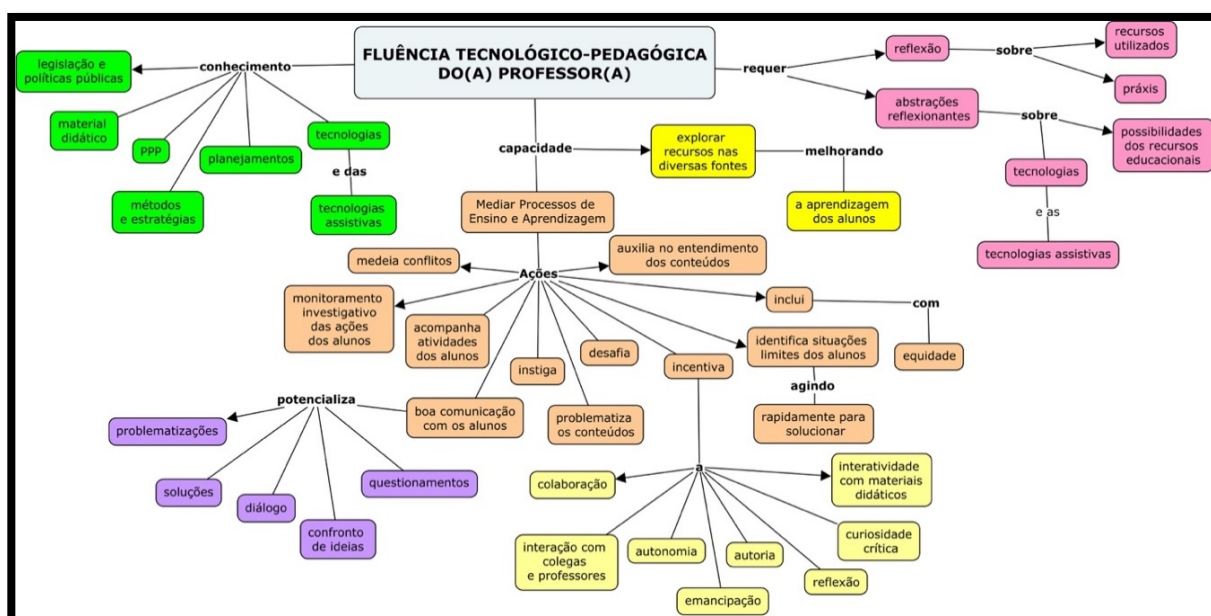 FLUÊNCIA TECNOLÓGICO-PEDAGÓGICA
DO(A) PROFESSOR(A)
conhecimento
legislação e
políticas públicas
material
didático
PPP
métodos
e estratégias
planejamentos
tecnologias
e das
tecnologias
assistivas
capacidade
explorar
recursos nas
diversas fontes
melhorando
a aprendizagem
dos alunos
requer
reflexão
sobre
recursos
utilizados
práxis
abstrações
reflexionantes
sobre
possibilidades
dos recursos
educacionais
tecnologias
e as
tecnologias assistivas
Mediar Processos de
Ensino e Aprendizagem
Ações
medeia conflitos
auxilia no entendimento
dos conteúdos
monitoramento
investigativo
das ações
dos alunos
acompanha
atividades
dos alunos
instiga
desafia
incentiva
identifica situações
limites dos alunos
agindo
rapidamente para
solucionar
inclui
com
equidade
boa comunicação
com os alunos
problematiza
os conteúdos
potencializa
problematizações
soluções
diálogo
confronto
de ideias
questionamentos
a
colaboração
interação com
colegas
e professores
autonomia
emancipação
autoria
reflexão
curiosidade
crítica
interatividade
com materiais
didáticos